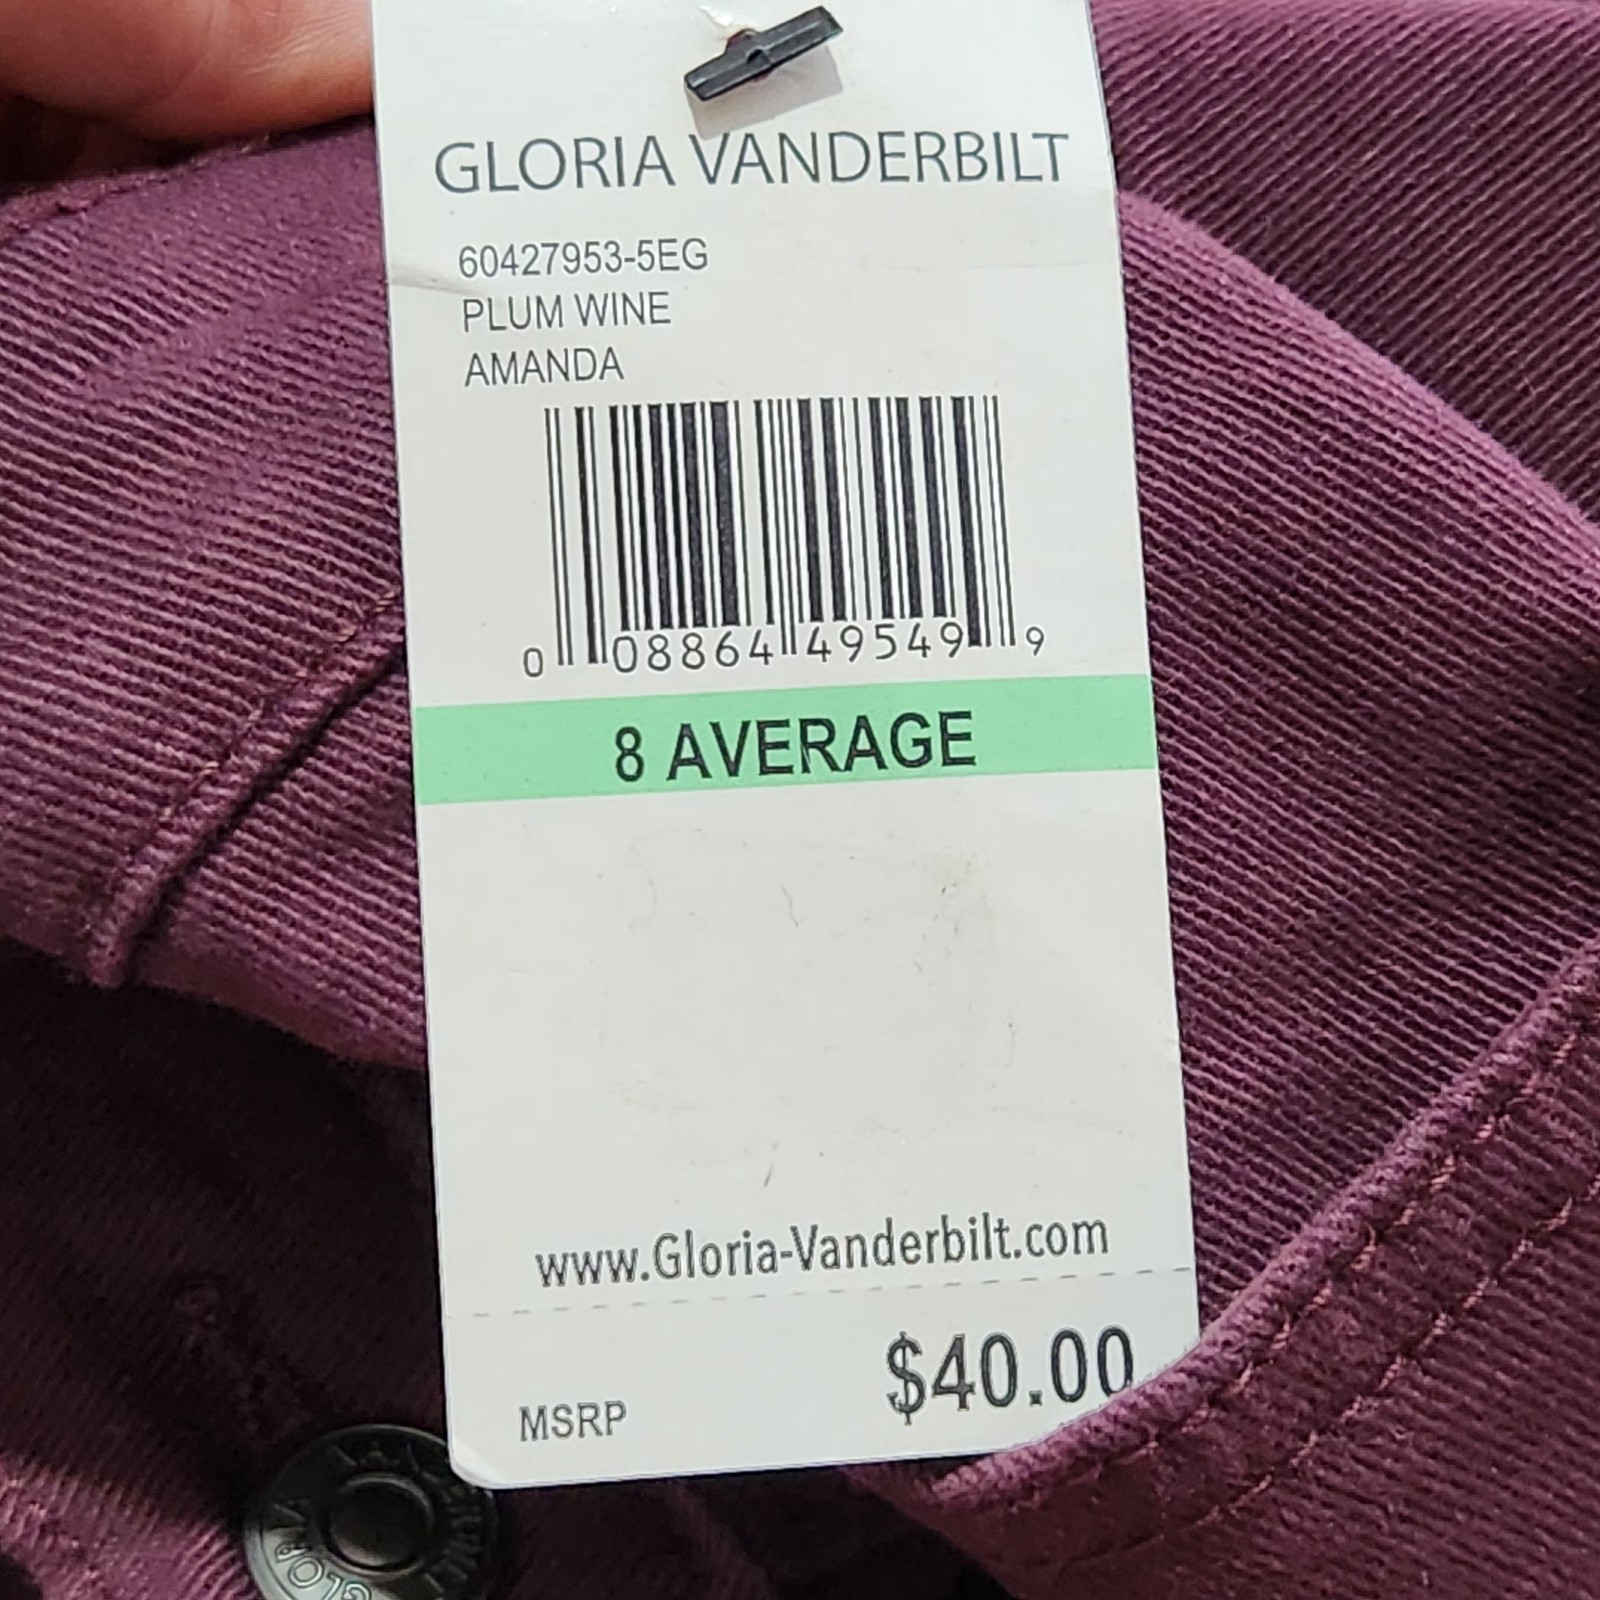 GLORIA VANDERBILT
60427953-5EG
PLUM WINE
AMANDA
0 08864 49549 9
8 AVERAGE
www.Gloria-Vanderbilt.com
MSRP $40.00
GLORIA